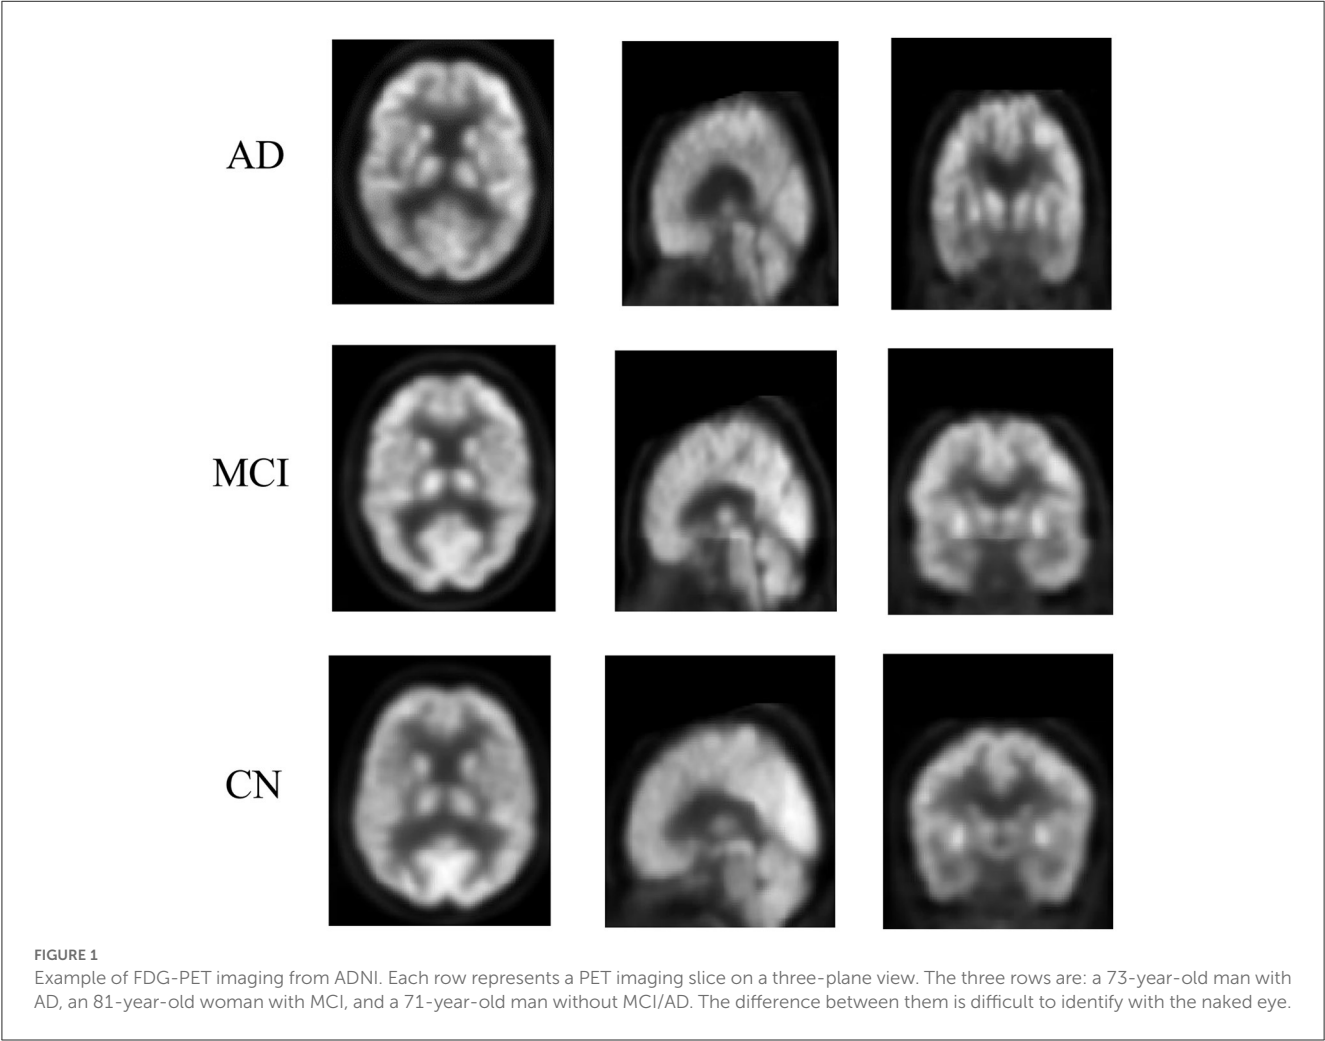 AD
MCI
CN
FIGURE 1
Example of FDG-PET imaging from ADNI. Each row represents a PET imaging slice on a three-plane view. The three rows are: a 73-year-old man with
AD, an 81-year-old woman with MCI, and a 71-year-old man without MCI/AD. The difference between them is difficult to identify with the naked eye.